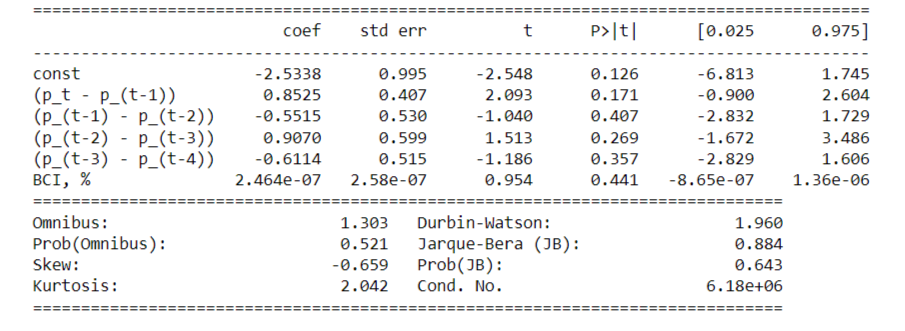 ==============================================================================
coef std err t P>|t| [0.025 0.975]
------------------------------------------------------------------------------
const -2.5338 0.995 -2.548 0.126 -6.813 1.745
(p_t - p_(t-1)) 0.8525 0.407 2.093 0.171 -0.900 2.604
(p_(t-1) - p_(t-2)) -0.5515 0.530 -1.040 0.407 -2.832 1.729
(p_(t-2) - p_(t-3)) 0.9070 0.599 1.513 0.269 -1.672 3.486
(p_(t-3) - p_(t-4)) -0.6114 0.515 -1.186 0.357 -2.829 1.606
BCI, % 2.464e-07 2.58e-07 0.954 0.441 -8.65e-07 1.36e-06
==============================================================================
Omnibus: 1.303 Durbin-Watson: 1.960
Prob(Omnibus): 0.521 Jarque-Bera (JB): 0.884
Skew: -0.659 Prob(JB): 0.643
Kurtosis: 2.042 Cond. No. 6.18e+06
==============================================================================